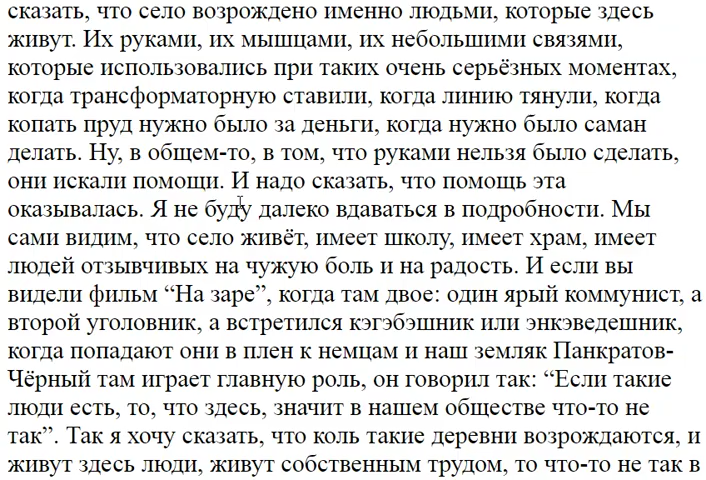 сказать, что село возрождено именно людьми, которые здесь
живут. Их руками, их мышцами, их небольшими связями,
которые использовались при таких очень серьёзных моментах,
когда трансформаторную ставили, когда линию тянули, когда
копать пруд нужно было за деньги, когда нужно было саман
делать. Ну, в общем-то, в том, что руками нельзя было сделать,
они искали помощи. И надо сказать, что помощь эта
оказывалась. Я не буду далеко вдаваться в подробности. Мы
сами видим, что село живёт, имеет школу, имеет храм, имеет
людей отзывчивых на чужую боль и на радость. И если вы
видели фильм “На заре”, когда там двое: один ярый коммунист, а
второй уголовник, а встретился кэгэбэшник или энкэведешник,
когда попадают они в плен к немцам и наш земляк Панкратов-
Чёрный там играет главную роль, он говорил так: “Если такие
люди есть, то, что здесь, значит в нашем обществе что-то не
так”. Так я хочу сказать, что коль такие деревни возрождаются, и
живут здесь люди, живут собственным трудом, то что-то не так в